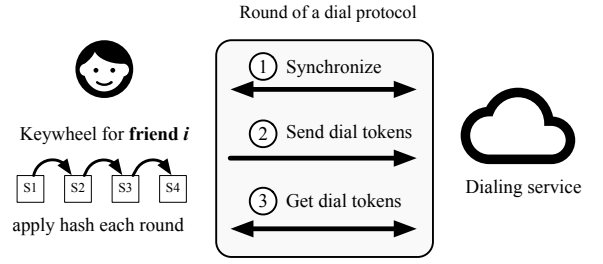 Round of a dial protocol
1 Synchronize
Keywheel for friend i
2 Send dial tokens
S1 S2 S3 S4
Dialing service
3 Get dial tokens
apply hash each round